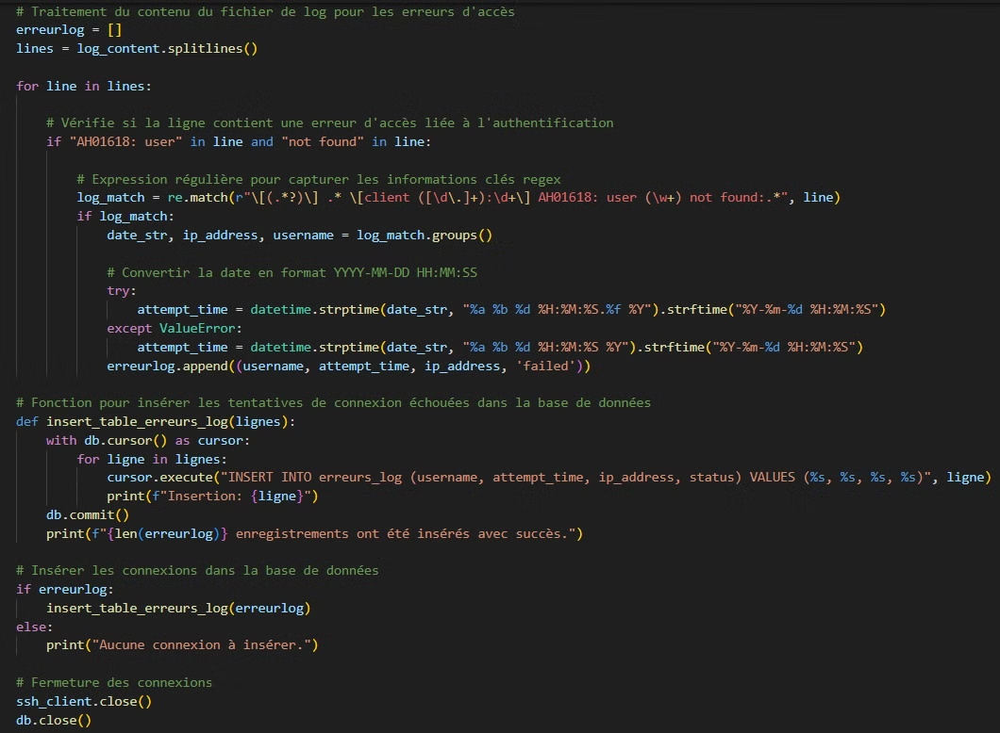 # Traitement du contenu du fichier de log pour les erreurs d'accès
erreurlog = []
lines = log_content.splitlines()
for line in lines:
# Vérifie si la ligne contient une erreur d'accès liée à l'authentification
if "AH01618: user" in line and "not found" in line:
# Expression régulière pour capturer les informations clés regex
log_match = re.match(r"\[(.*?)\] .* \[client ([\d\.]+):\d+\] AH01618: user (\w+) not found:.*", line)
if log_match:
date_str, ip_address, username = log_match.groups()
# Convertir la date en format YYYY-MM-DD HH:MM:SS
try:
attempt_time = datetime.strptime(date_str, "%a %b %d %H:%M:%S.%f %Y").strftime("%Y-%m-%d %H:%M:%S")
except ValueError:
attempt_time = datetime.strptime(date_str, "%a %b %d %H:%M:%S %Y").strftime("%Y-%m-%d %H:%M:%S")
erreurlog.append((username, attempt_time, ip_address, 'failed'))
# Fonction pour insérer les tentatives de connexion échouées dans la base de données
def insert_table_erreurs_log(lignes):
with db.cursor() as cursor:
for ligne in lignes:
cursor.execute("INSERT INTO erreurs_log (username, attempt_time, ip_address, status) VALUES (%s, %s, %s, %s)", ligne)
print(f"Insertion: {ligne}")
db.commit()
print(f"{len(erreurlog)} enregistrements ont été insérés avec succès.")
# Insérer les connexions dans la base de données
if erreurlog:
insert_table_erreurs_log(erreurlog)
else:
print("Aucune connexion à insérer.")
# Fermeture des connexions
ssh_client.close()
db.close()